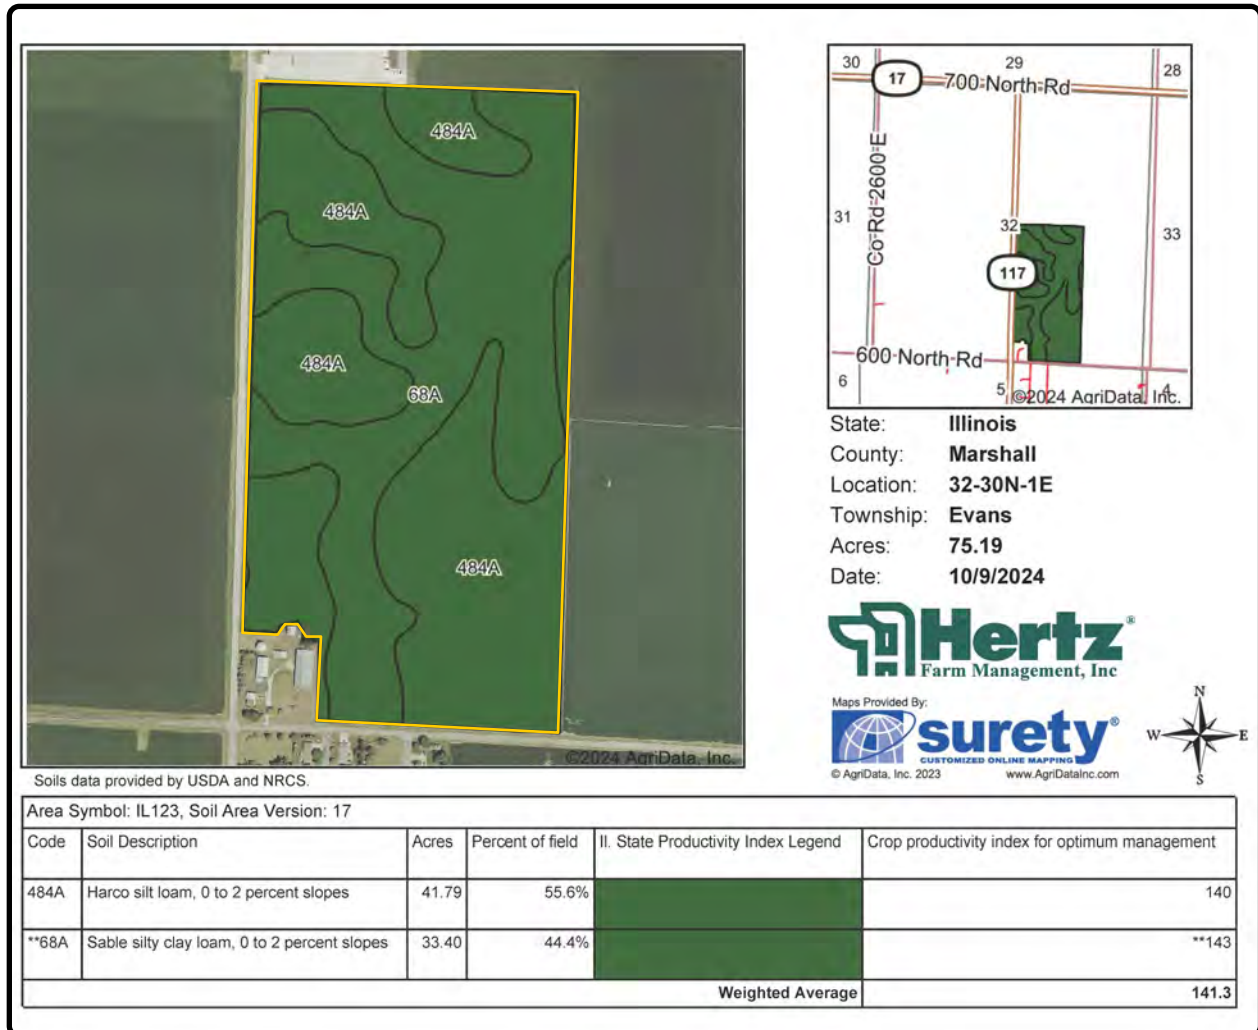 484A
484A
484A
68A
484A
©2024 AgriData, Inc.
Soils data provided by USDA and NRCS.
30
29
28
17
700 North Rd
Co Rd 2600 E
31
32
33
117
600 North Rd
6
5
4
©2024 AgriData, Inc.
State: Illinois
County: Marshall
Location: 32-30N-1E
Township: Evans
Acres: 75.19
Date: 10/9/2024
Hertz®
Farm Management, Inc
Maps Provided By:
surety®
CUSTOMIZED ONLINE MAPPING
© AgriData, Inc. 2023 www.AgriDataInc.com
N
W E
S
Area Symbol: IL123, Soil Area Version: 17
Code Soil Description Acres Percent of field Il. State Productivity Index Legend Crop productivity index for optimum management
484A Harco silt loam, 0 to 2 percent slopes 41.79 55.6% 140
**68A Sable silty clay loam, 0 to 2 percent slopes 33.40 44.4% **143
Weighted Average 141.3